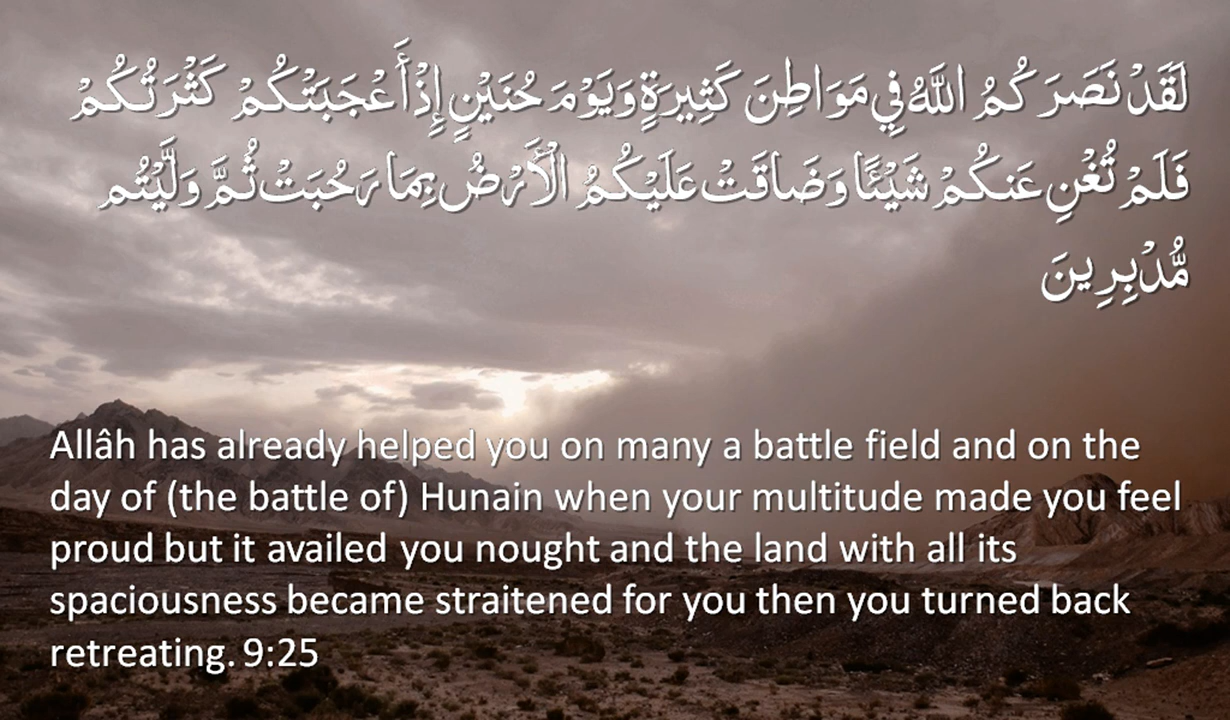 لَقَدْ نَصَرَكُمُ اللَّهُ فِي مَوَاطِنَ كَثِيرَةٍ وَيَوْمَ حُنَيْنٍ إِذْ أَعْجَبَتْكُمْ كَثْرَتُكُمْ
فَلَمْ تُغْنِ عَنكُمْ شَيْئًا وَضَاقَتْ عَلَيْكُمُ الْأَرْضُ بِمَا رَحُبَتْ ثُمَّ وَلَّيْتُم
مُّدْبِرِينَ
Allâh has already helped you on many a battle field and on the
day of (the battle of) Hunain when your multitude made you feel
proud but it availed you nought and the land with all its
spaciousness became straitened for you then you turned back
retreating. 9:25